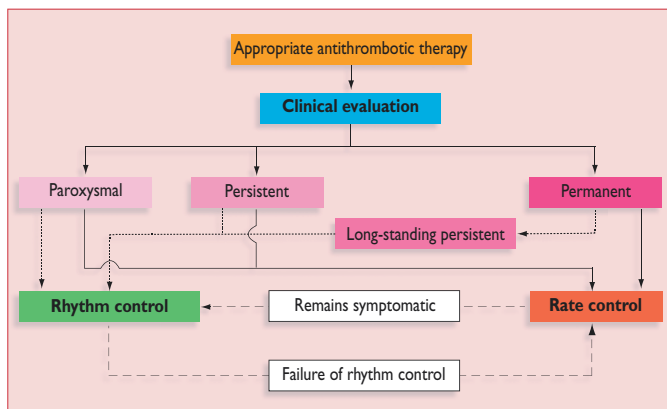 Appropriate antithrombotic therapy
Clinical evaluation
Paroxysmal
Persistent
Permanent
Long-standing persistent
Rhythm control
Remains symptomatic
Rate control
Failure of rhythm control